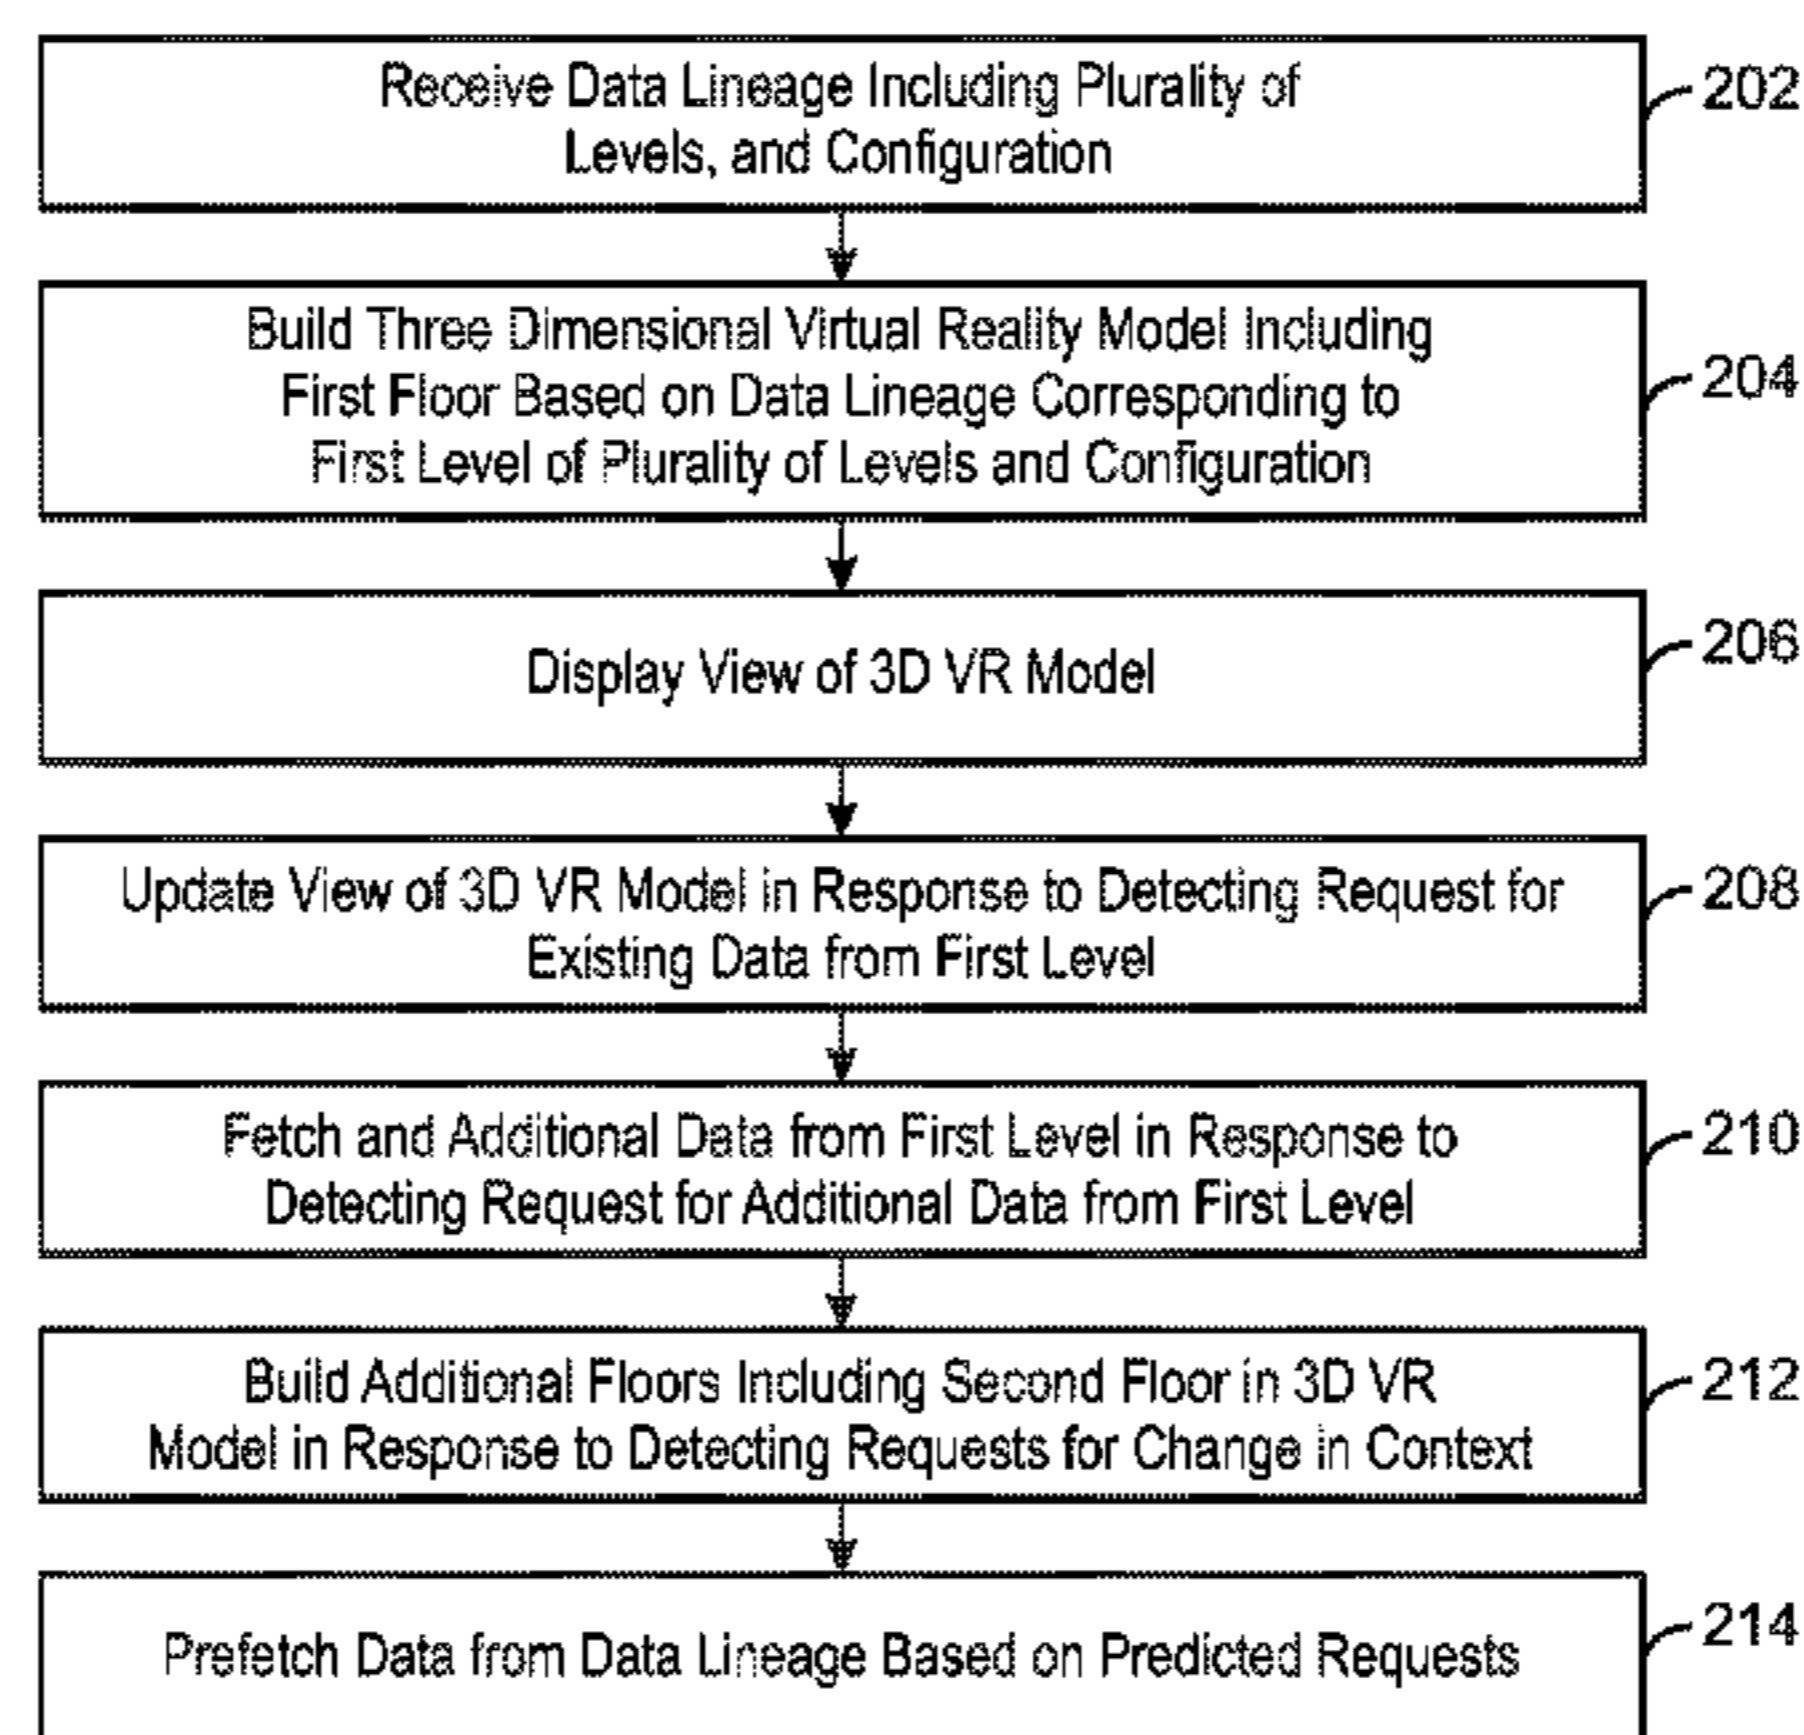 Receive Data Lineage Including Plurality of
Levels, and Configuration
202
Build Three Dimensional Virtual Reality Model Including
First Floor Based on Data Lineage Corresponding to
First Level of Plurality of Levels and Configuration
204
Display View of 3D VR Model
206
Update View of 3D VR Model in Response to Detecting Request for
Existing Data from First Level
208
Fetch and Additional Data from First Level in Response to
Detecting Request for Additional Data from First Level
210
Build Additional Floors Including Second Floor in 3D VR
Model in Response to Detecting Requests for Change in Context
212
Prefetch Data from Data Lineage Based on Predicted Requests
214